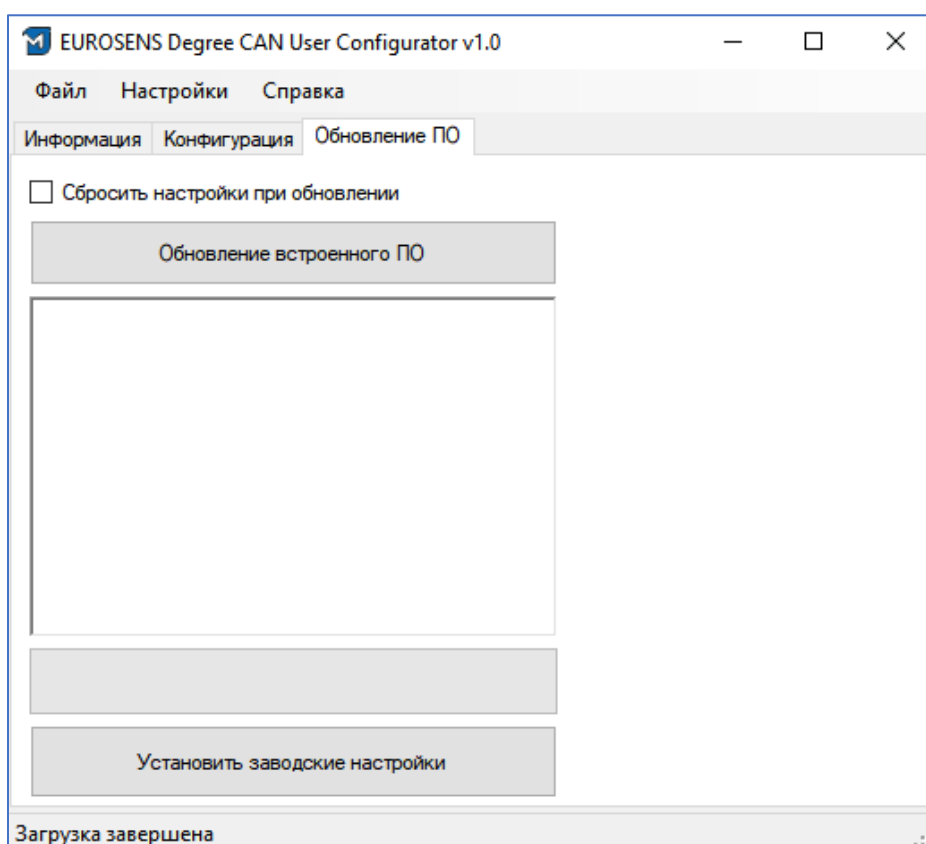 EUROSENS Degree CAN User Configurator v1.0
Файл Настройки Справка
Информация Конфигурация Обновление ПО
Сбросить настройки при обновлении
Обновление встроенного ПО
Установить заводские настройки
Загрузка завершена